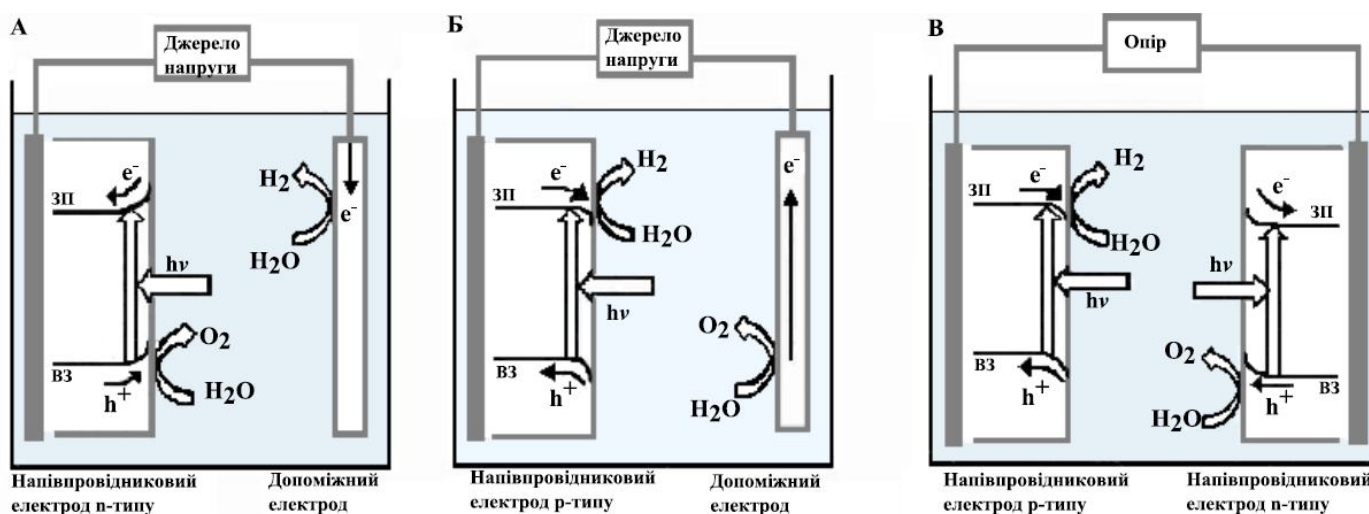 А
Джерело
напруги
ЗП
e⁻
H₂
e⁻
H₂O
hν
O₂
ВЗ
h⁺
H₂O
Напівпровідниковий
електрод n-типу
Допоміжний
електрод
Б
Джерело
напруги
ЗП
e⁻
H₂
H₂O
e⁻
hν
O₂
ВЗ
h⁺
H₂O
Напівпровідниковий
електрод p-типу
Допоміжний
електрод
В
Опір
ЗП
e⁻
H₂
H₂O
e⁻
ЗП
hν
hν
O₂
ВЗ
h⁺
H₂O
h⁺
ВЗ
Напівпровідниковий
електрод p-типу
Напівпровідниковий
електрод n-типу